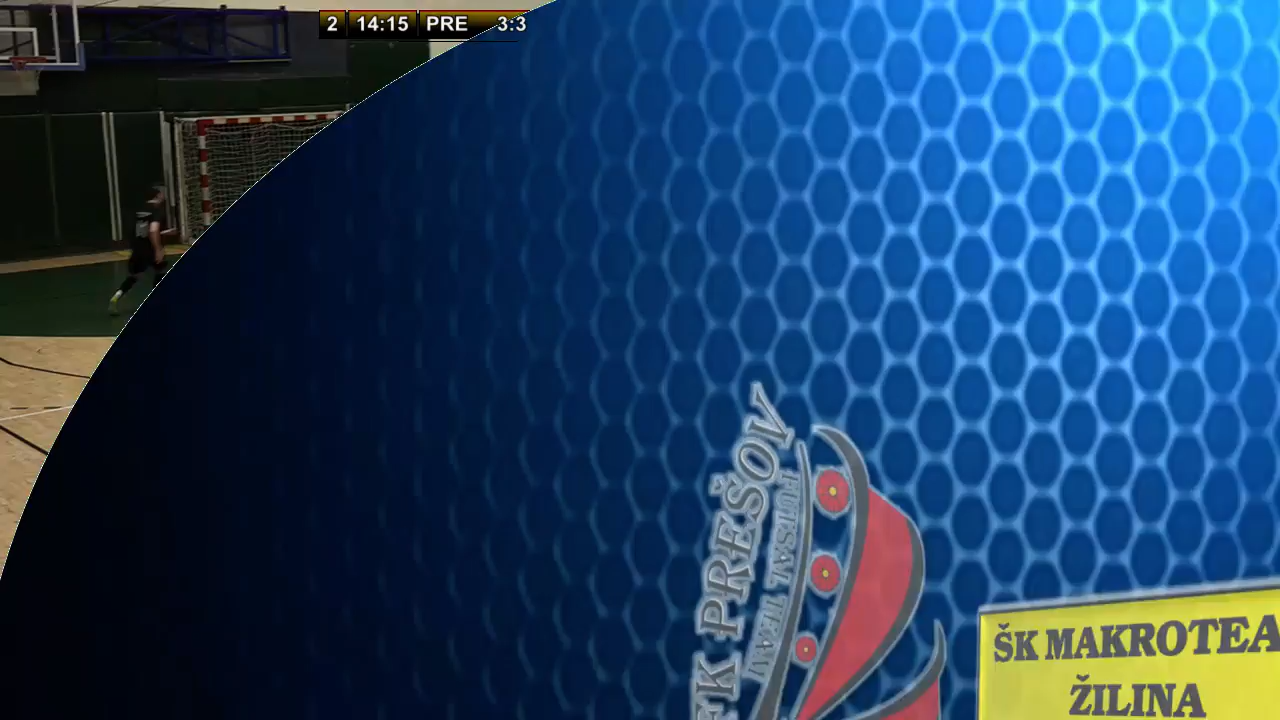 2 14:15 PRE 3:3
FK PREŠOV
FUTSAL TEAM
ŠK MAKROTEA
ŽILINA